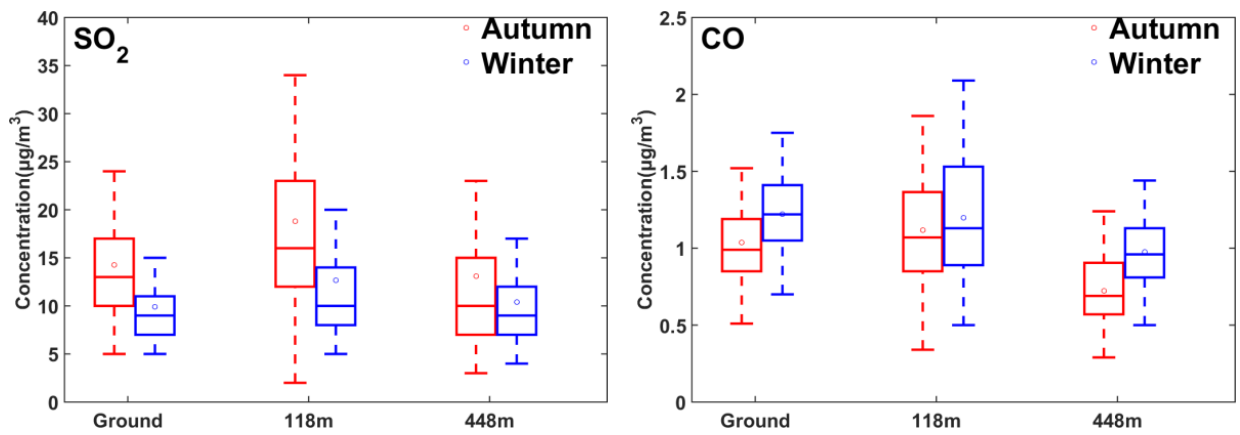 SO2
Autumn
Winter
Concentration(μg/m3)
40
35
30
25
20
15
10
5
0
Ground 118m 448m
CO
Autumn
Winter
Concentration(μg/m3)
2.5
2
1.5
1
0.5
0
Ground 118m 448m